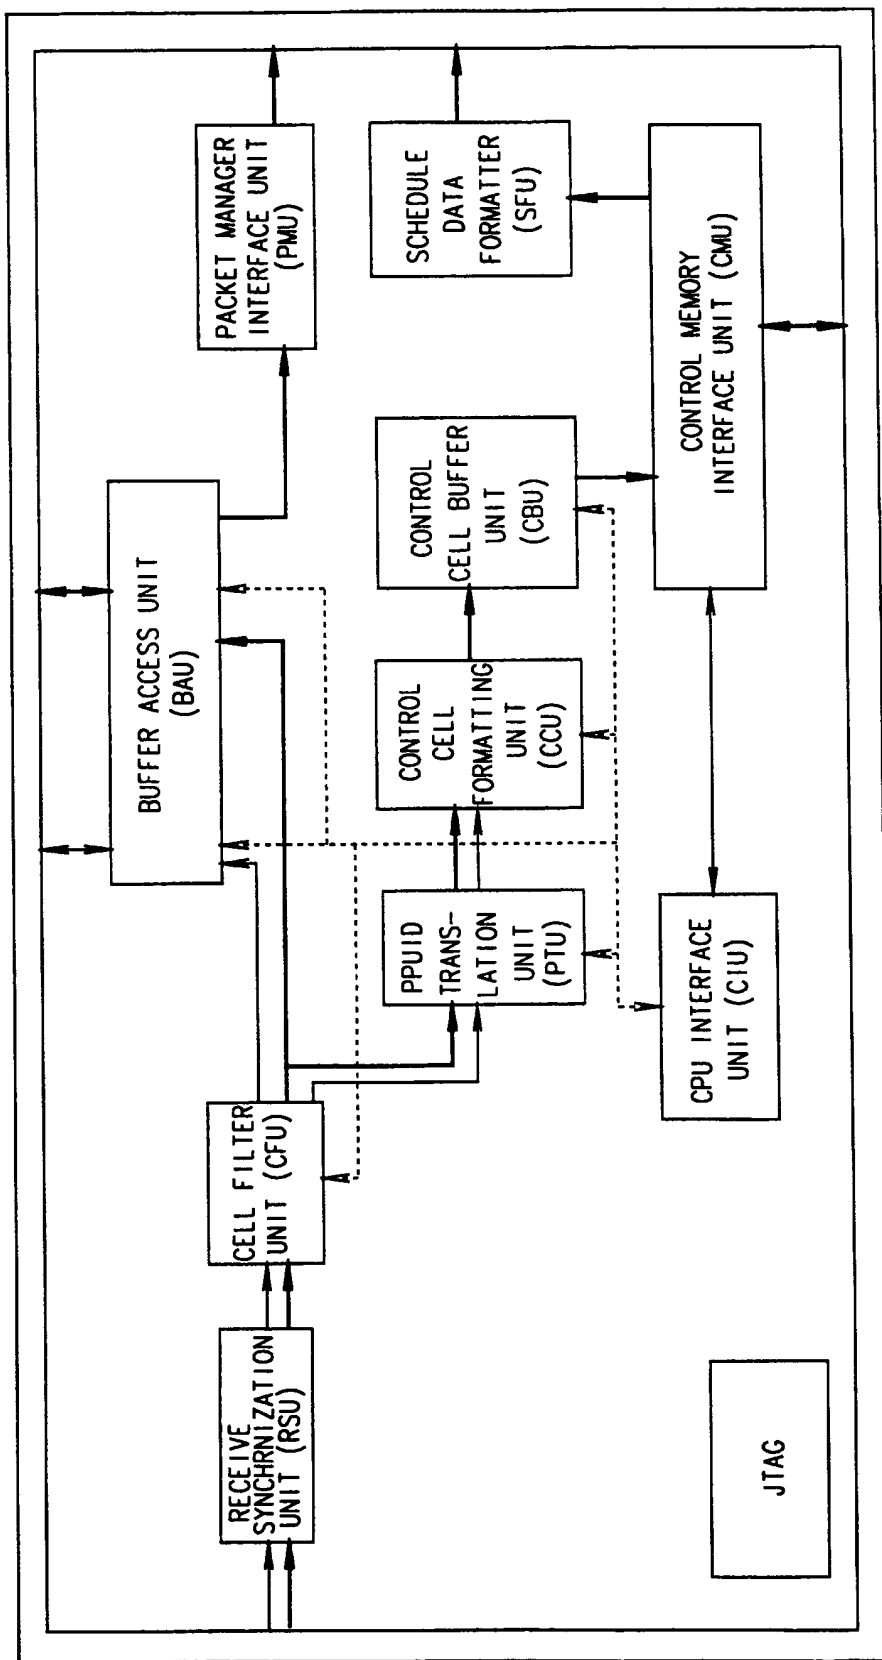 RECEIVE
SYNCHRNIZATION
UNIT (RSU)
CELL FILTER
UNIT (CFU)
BUFFER ACCESS UNIT
(BAU)
PACKET MANAGER
INTERFACE UNIT
(PMU)
PPUID
TRANS-
LATION
UNIT
(PTU)
CONTROL
CELL
FORMATTING
UNIT
(CCU)
CONTROL
CELL BUFFER
UNIT
(CBU)
SCHEDULE
DATA
FORMATTER
(SFU)
JTAG
CPU INTERFACE
UNIT (CIU)
CONTROL MEMORY
INTERFACE UNIT (CMU)